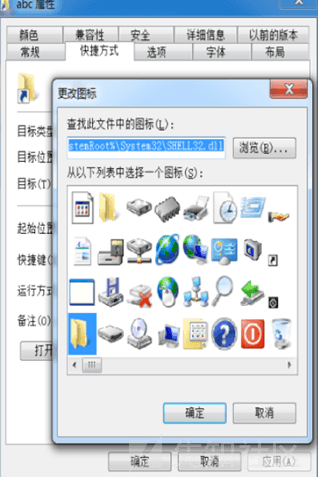 abc 属性
颜色 兼容性 安全 详细信息 以前的版本
常规 快捷方式 选项 字体 布局
更改图标
查找此文件中的图标(L):
stemRoot%\System32\SHELL32.dll 浏览(B)...
从以下列表中选择一个图标(S):
目标类型
目标位置
目标(T)
起始位置
快捷键(
运行方式
备注(O)
打开
确定 取消
确定 取消 应用(A)